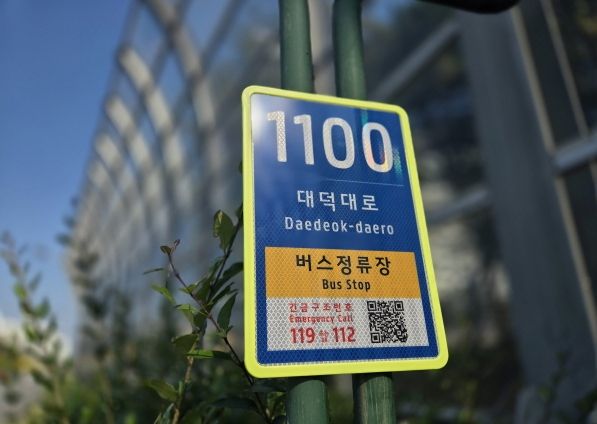 1100
대덕대로
Daedeok-daero
버스정류장
Bus Stop
긴급구조번호
Emergency Call
119 및 112